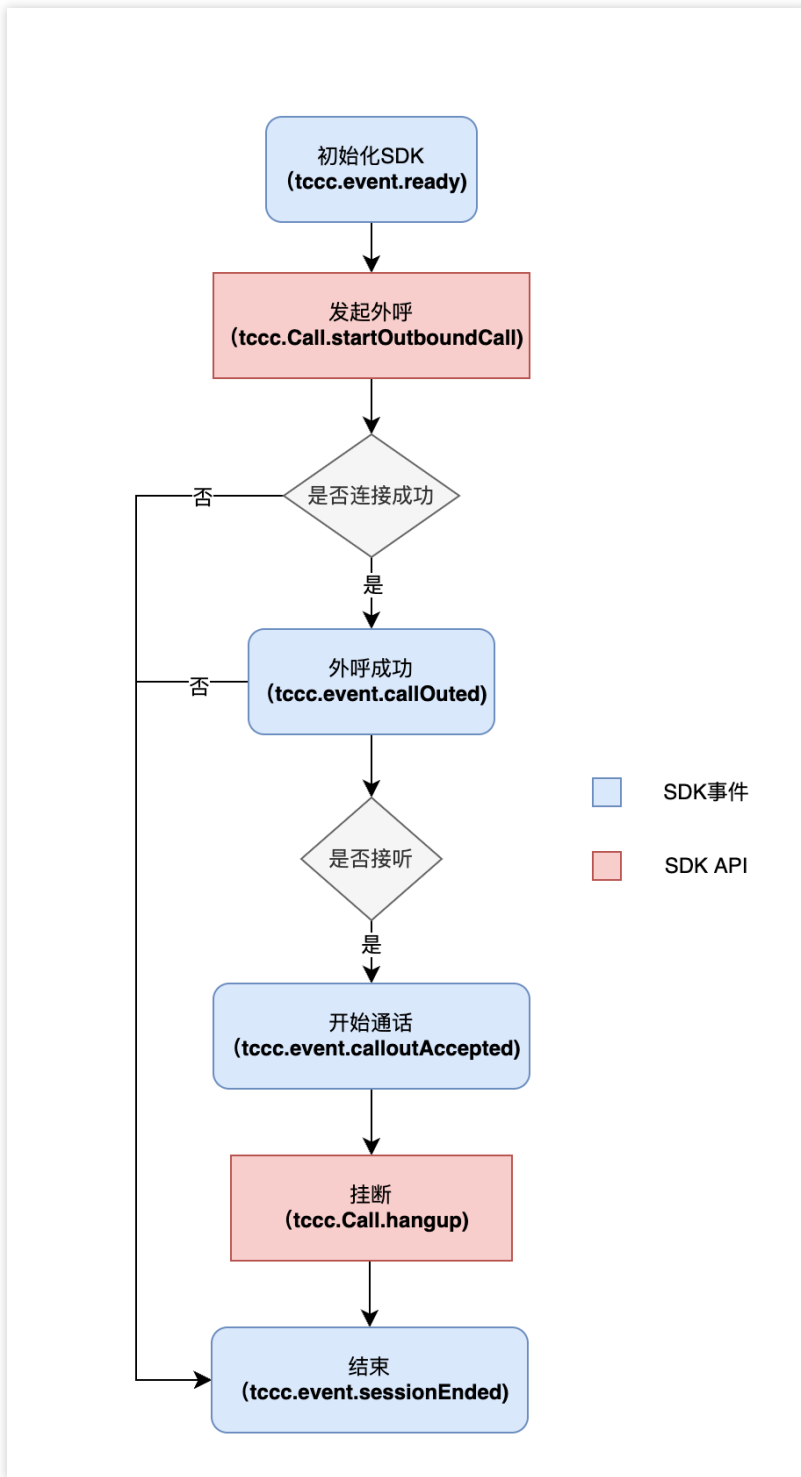 初始化SDK
（tccc.event.ready)
发起外呼
（tccc.Call.startOutboundCall)
是否连接成功
否
是
外呼成功
（tccc.event.callOuted)
否
是否接听
SDK事件
SDK API
是
开始通话
（tccc.event.calloutAccepted)
挂断
（tccc.Call.hangup)
结束
（tccc.event.sessionEnded)